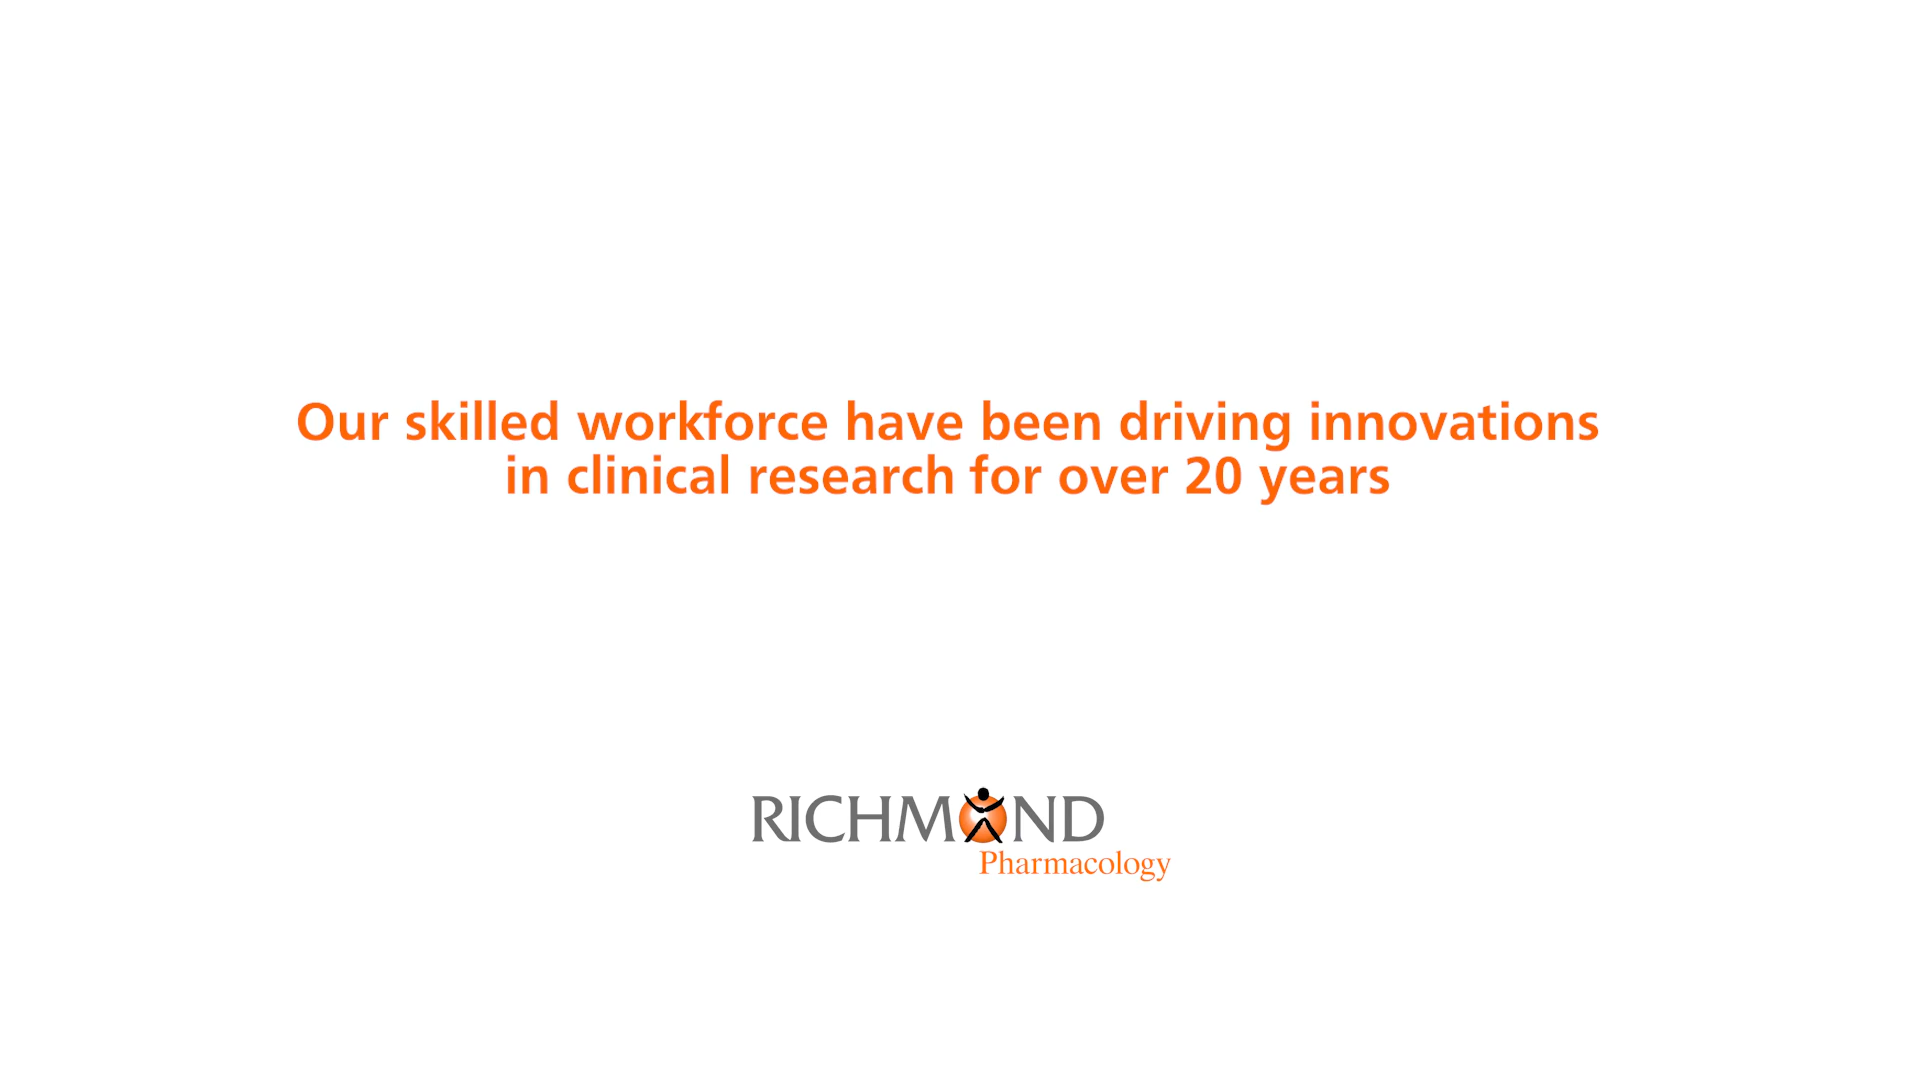 Our skilled workforce have been driving innovations
in clinical research for over 20 years
RICHMOND
Pharmacology